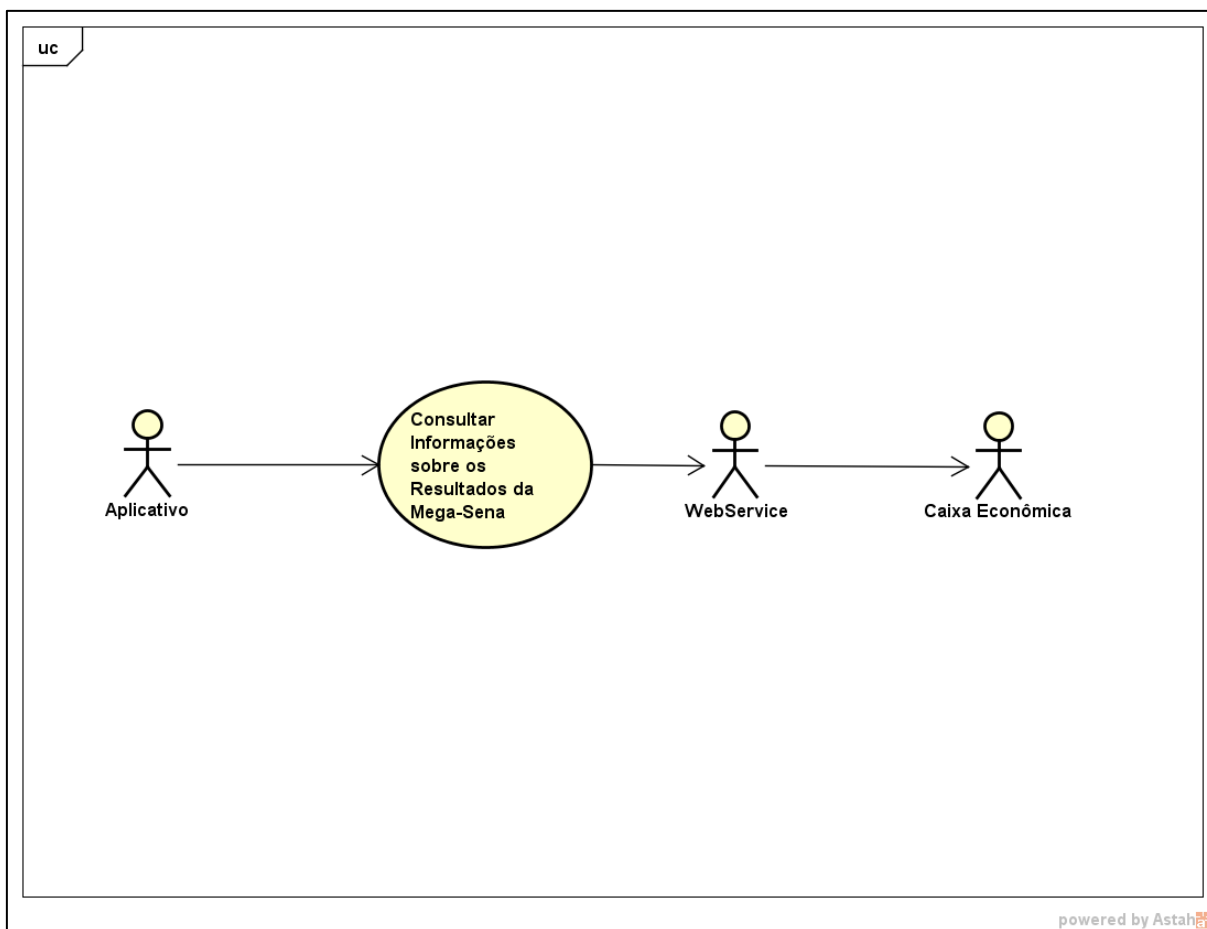 uc
Consultar
Informações
sobre os
Resultados da
Mega-Sena
Aplicativo
WebService
Caixa Econômica
powered by Astah